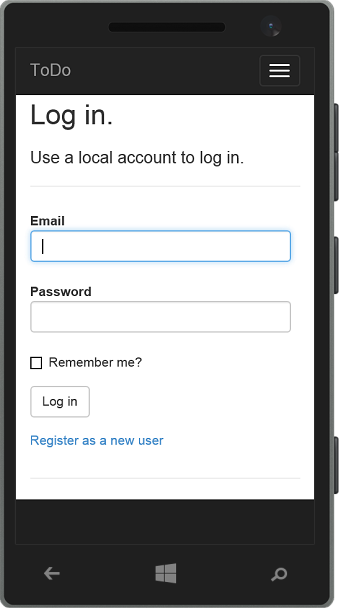 ToDo
Log in.
Use a local account to log in.
Email
Password
Remember me?
Log in
Register as a new user